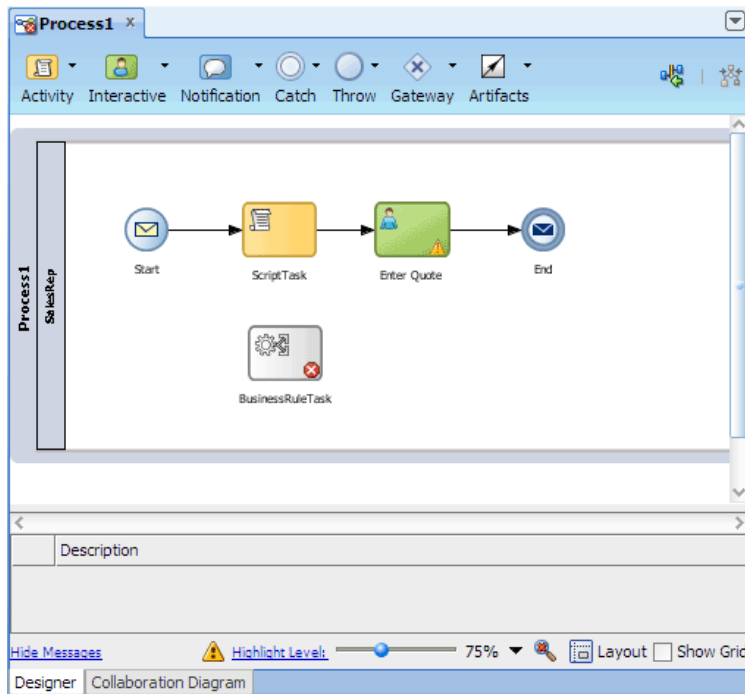 Process1 X
Activity Interactive Notification Catch Throw Gateway Artifacts
Process1
SalesRep
Start
ScriptTask
Enter Quote
End
BusinessRuleTask
Description
Hide Messages Highlight Level: 75% Layout Show Grid
Designer Collaboration Diagram